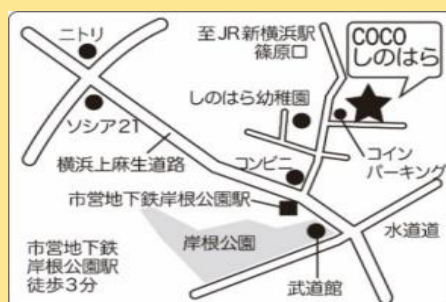 ニトリ
至JR新横浜駅
篠原口
COCO
しのはら
しのはら幼稚園
ソシア21
コイン
パーキング
横浜上麻生道路
コンビニ
市営地下鉄岸根公園駅
岸根公園
水道道
武道館
市営地下鉄
岸根公園駅
徒歩3分